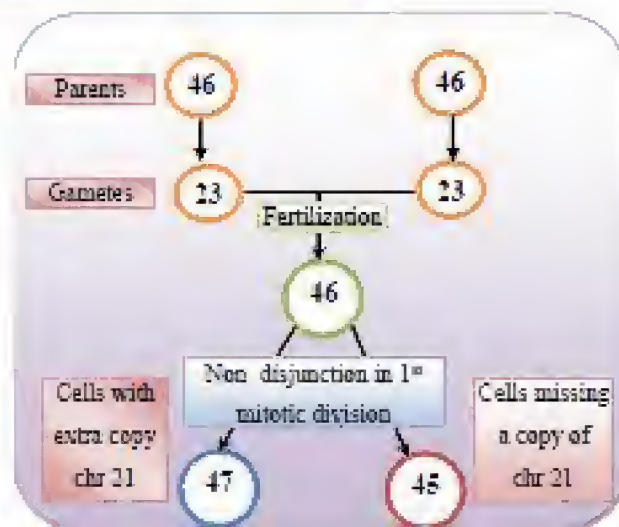 46 46
Parents
Gametes
23 23
Fertilization
46
Non disjunction in 1st
mitotic division
Cells with
extra copy
chr 21
Cells missing
a copy of
chr 21
47 45